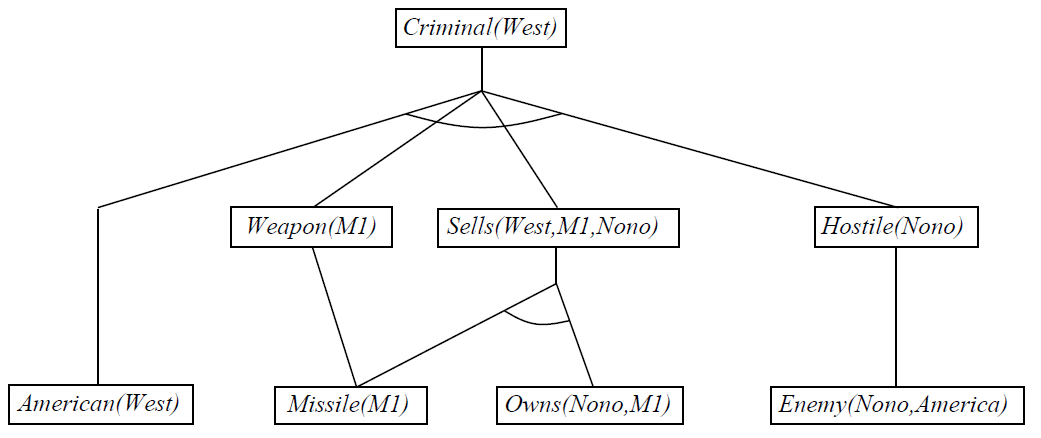 Criminal(West)
Weapon(M1)
Sells(West,M1,Nono)
Hostile(Nono)
American(West)
Missile(M1)
Owns(Nono,M1)
Enemy(Nono,America)